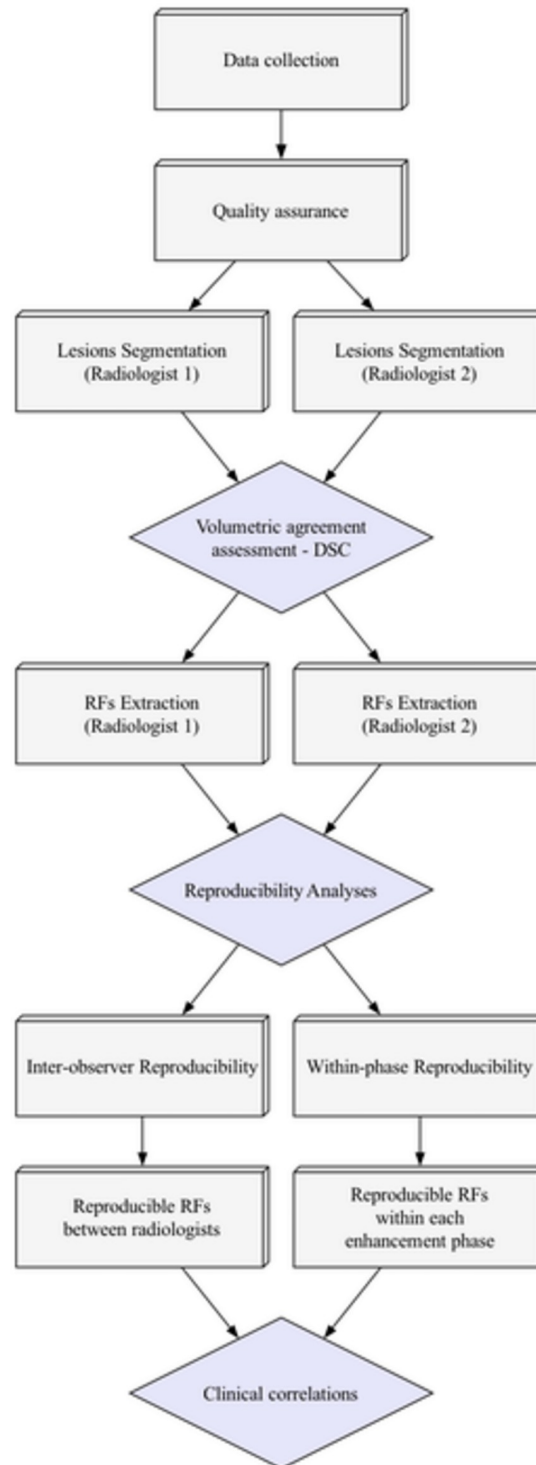 Data collection
Quality assurance
Lesions Segmentation
(Radiologist 1)
Lesions Segmentation
(Radiologist 2)
Volumetric agreement
assessment - DSC
RFs Extraction
(Radiologist 1)
RFs Extraction
(Radiologist 2)
Reproducibility Analyses
Inter-observer Reproducibility
Within-phase Reproducibility
Reproducible RFs
between radiologists
Reproducible RFs
within each
enhancement phase
Clinical correlations